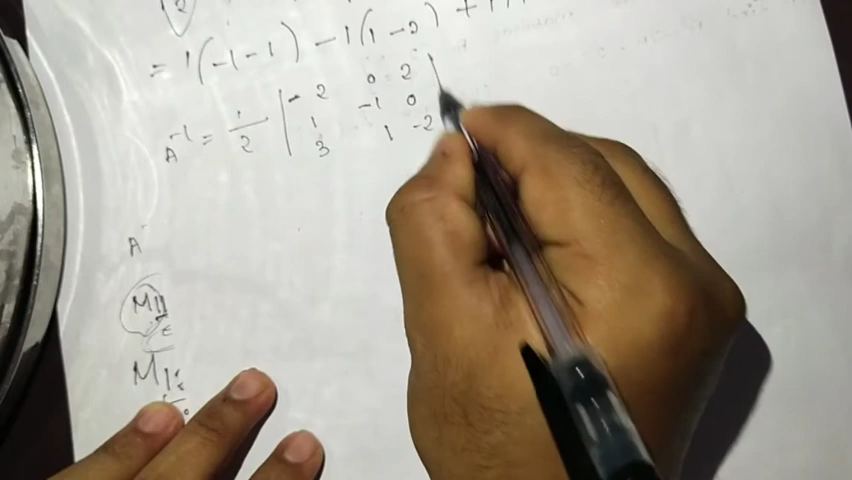 2
= 1(-1-1) -1(1-2) +
A⁻¹ = 1/2 | -2 0 2
1 -1 0
3 1 -2
A
M11
M12